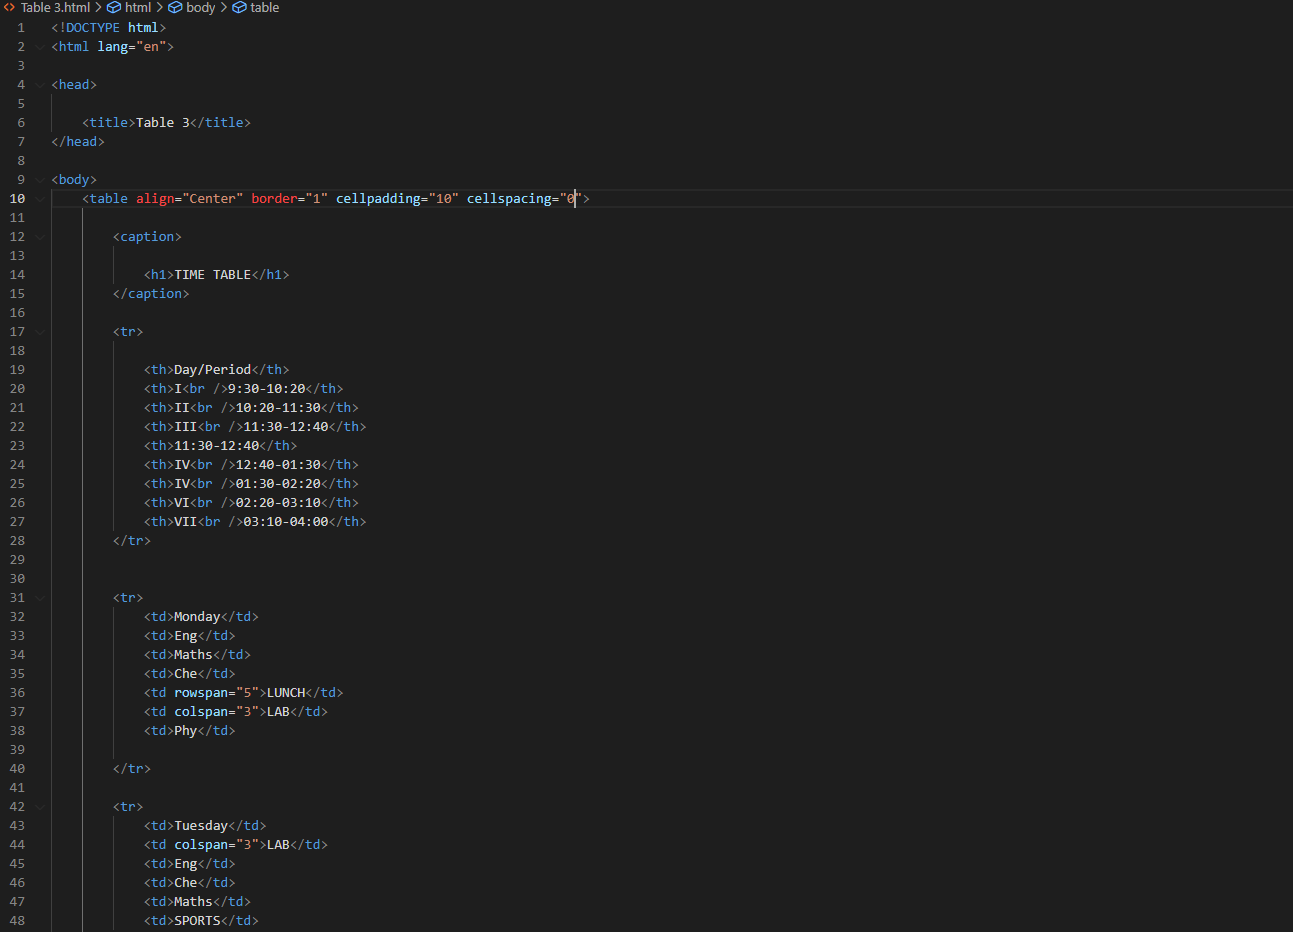 Table 3.html > html > body > table
1 <!DOCTYPE html>
2 <html lang="en">
3
4 <head>
5
6 <title>Table 3</title>
7 </head>
8
9 <body>
10 <table align="Center" border="1" cellpadding="10" cellspacing="0">
11
12 <caption>
13
14 <h1>TIME TABLE</h1>
15 </caption>
16
17 <tr>
18
19 <th>Day/Period</th>
20 <th>I<br />9:30-10:20</th>
21 <th>II<br />10:20-11:30</th>
22 <th>III<br />11:30-12:40</th>
23 <th>11:30-12:40</th>
24 <th>IV<br />12:40-01:30</th>
25 <th>IV<br />01:30-02:20</th>
26 <th>VI<br />02:20-03:10</th>
27 <th>VII<br />03:10-04:00</th>
28 </tr>
29
30
31 <tr>
32 <td>Monday</td>
33 <td>Eng</td>
34 <td>Maths</td>
35 <td>Che</td>
36 <td rowspan="5">LUNCH</td>
37 <td colspan="3">LAB</td>
38 <td>Phy</td>
39
40 </tr>
41
42 <tr>
43 <td>Tuesday</td>
44 <td colspan="3">LAB</td>
45 <td>Eng</td>
46 <td>Che</td>
47 <td>Maths</td>
48 <td>SPORTS</td>